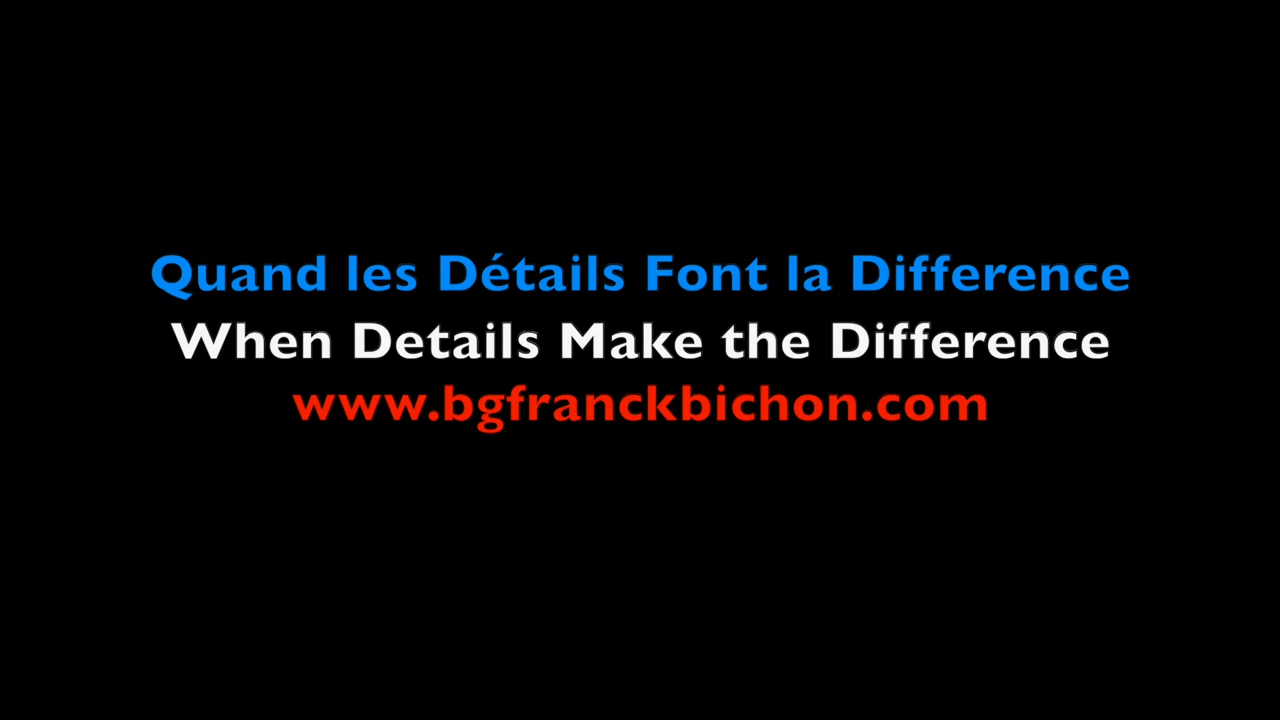 Quand les Détails Font la Difference
When Details Make the Difference
www.bgfranckbichon.com